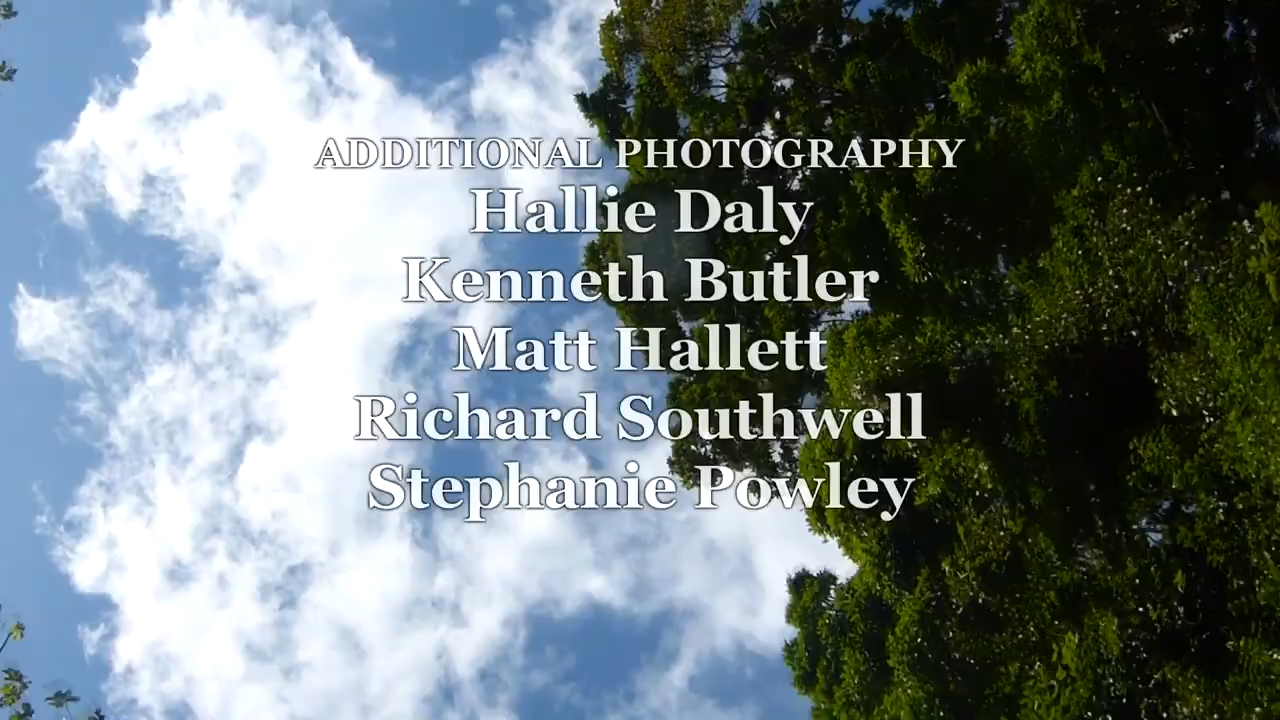 ADDITIONAL PHOTOGRAPHY
Hallie Daly
Kenneth Butler
Matt Hallett
Richard Southwell
Stephanie Powley